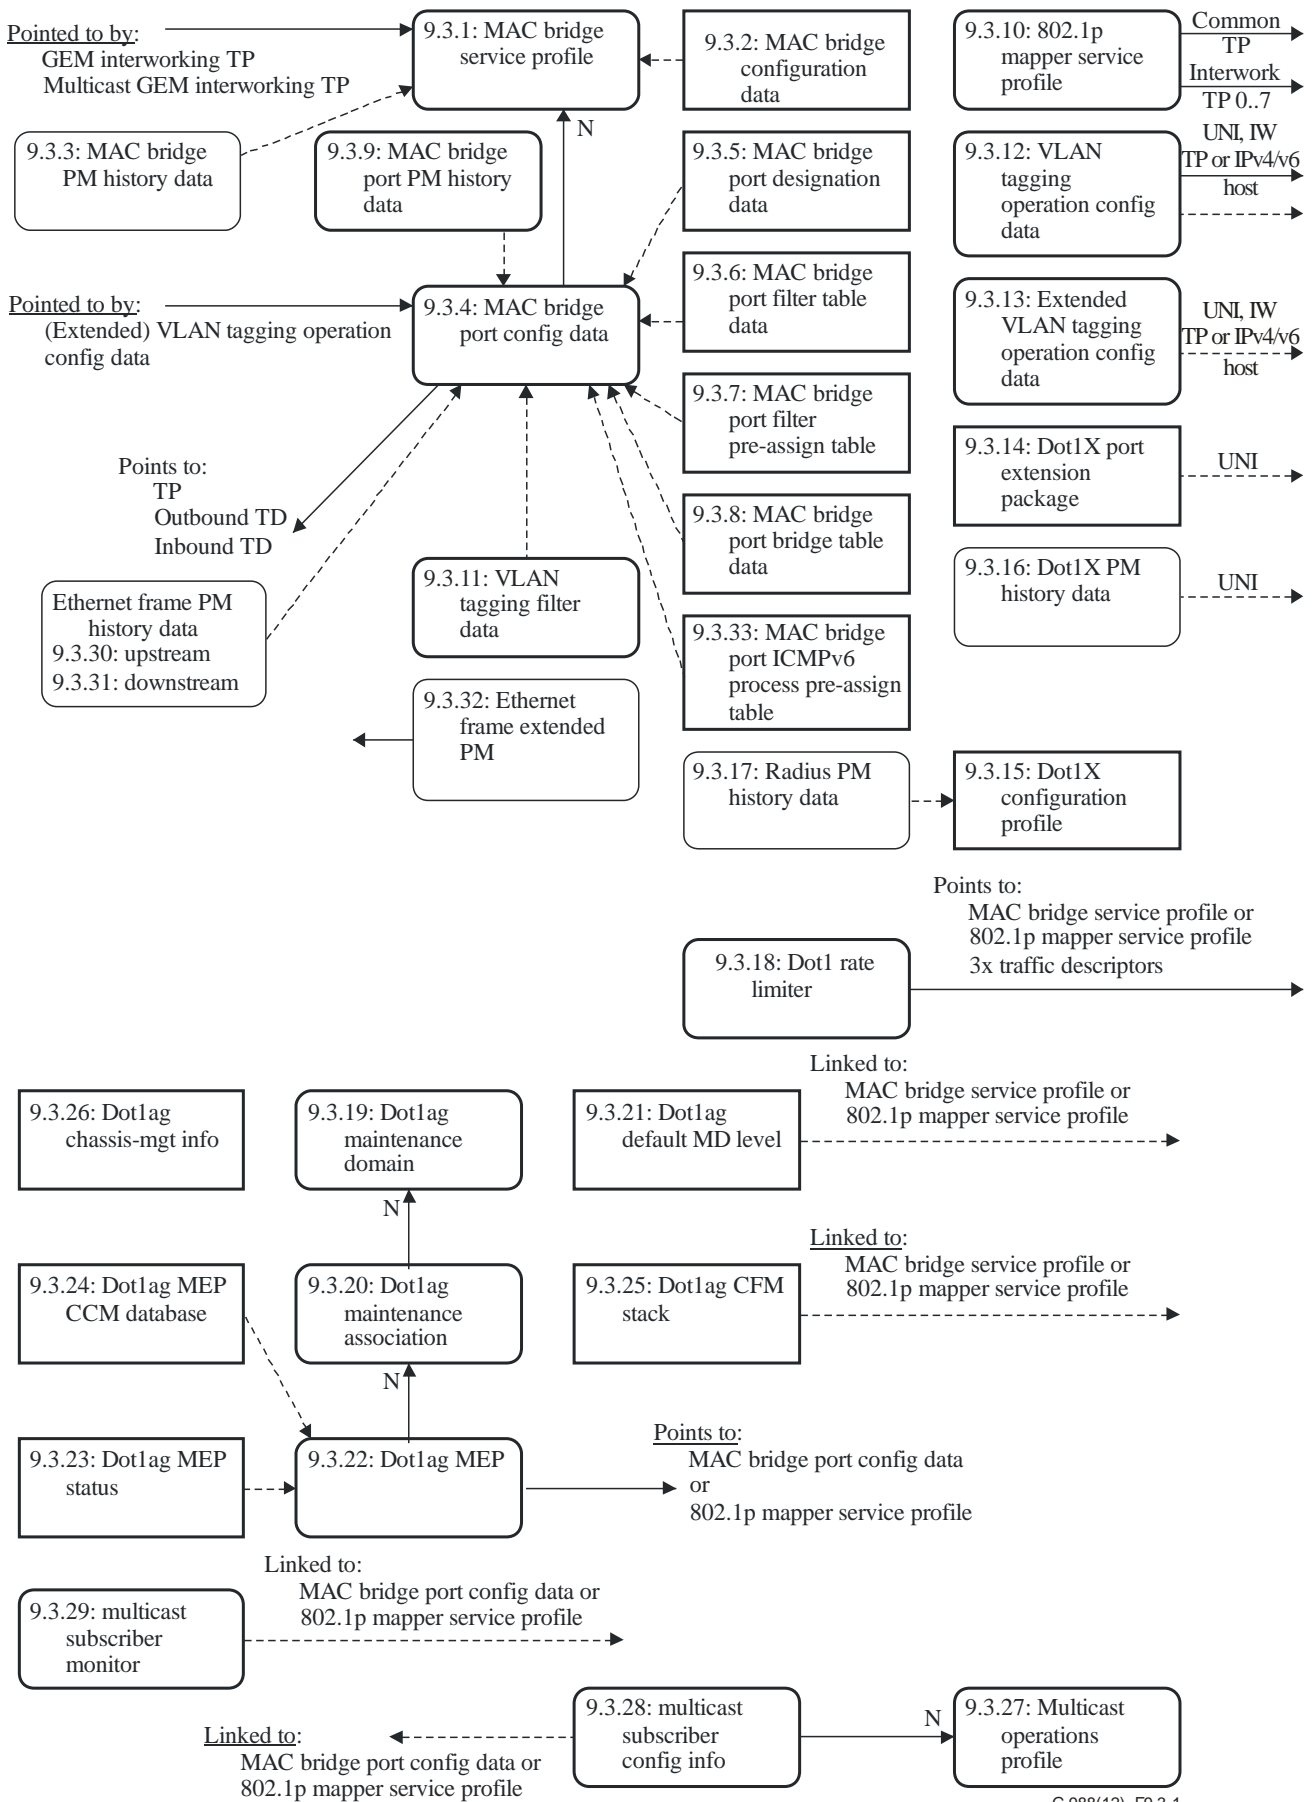 Pointed to by:
GEM interworking TP
Multicast GEM interworking TP
9.3.1: MAC bridge
service profile
9.3.2: MAC bridge
configuration
data
9.3.10: 802.1p
mapper service
profile
Common
TP
Interwork
TP 0..7
N
9.3.3: MAC bridge
PM history data
9.3.9: MAC bridge
port PM history
data
9.3.5: MAC bridge
port designation
data
9.3.12: VLAN
tagging
operation config
data
UNI, IW
TP or IPv4/v6
host
Pointed to by:
(Extended) VLAN tagging operation
config data
9.3.4: MAC bridge
port config data
9.3.6: MAC bridge
port filter table
data
9.3.13: Extended
VLAN tagging
operation config
data
UNI, IW
TP or IPv4/v6
host
9.3.7: MAC bridge
port filter
pre-assign table
9.3.14: Dot1X port
extension
package
UNI
Points to:
TP
Outbound TD
Inbound TD
9.3.8: MAC bridge
port bridge table
data
9.3.16: Dot1X PM
history data
UNI
Ethernet frame PM
history data
9.3.30: upstream
9.3.31: downstream
9.3.11: VLAN
tagging filter
data
9.3.33: MAC bridge
port ICMPv6
process pre-assign
table
9.3.32: Ethernet
frame extended
PM
9.3.17: Radius PM
history data
9.3.15: Dot1X
configuration
profile
Points to:
MAC bridge service profile or
802.1p mapper service profile
3x traffic descriptors
9.3.18: Dot1 rate
limiter
Linked to:
MAC bridge service profile or
802.1p mapper service profile
9.3.26: Dot1ag
chassis-mgt info
9.3.19: Dot1ag
maintenance
domain
9.3.21: Dot1ag
default MD level
N
Linked to:
MAC bridge service profile or
802.1p mapper service profile
9.3.24: Dot1ag MEP
CCM database
9.3.20: Dot1ag
maintenance
association
9.3.25: Dot1ag CFM
stack
N
9.3.23: Dot1ag MEP
status
9.3.22: Dot1ag MEP
Points to:
MAC bridge port config data
or
802.1p mapper service profile
Linked to:
MAC bridge port config data or
802.1p mapper service profile
9.3.29: multicast
subscriber
monitor
9.3.28: multicast
subscriber
config info
N
9.3.27: Multicast
operations
profile
Linked to:
MAC bridge port config data or
802.1p mapper service profile
G.988(12)_F9.3-1